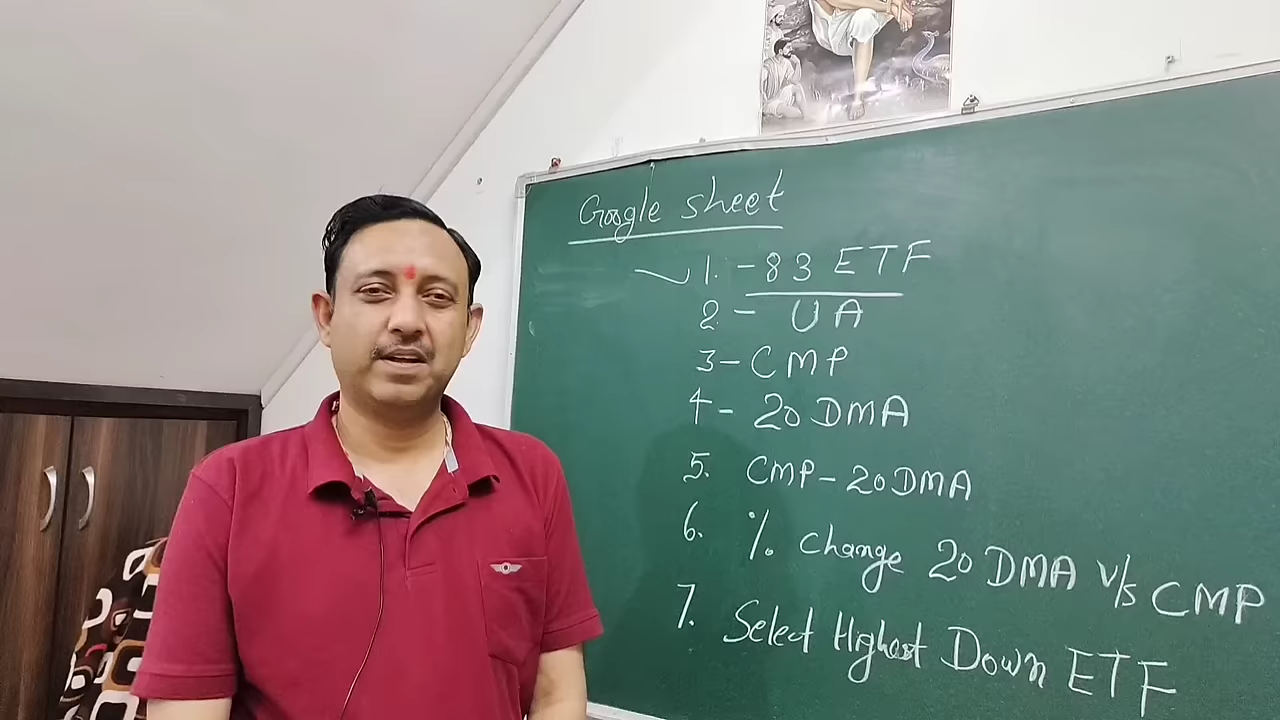 Google sheet
1. - 83 ETF
2 - UA
3 - CMP
4 - 20 DMA
5. CMP - 20 DMA
6. % change 20 DMA v/s CMP
7. Select Highest Down ETF